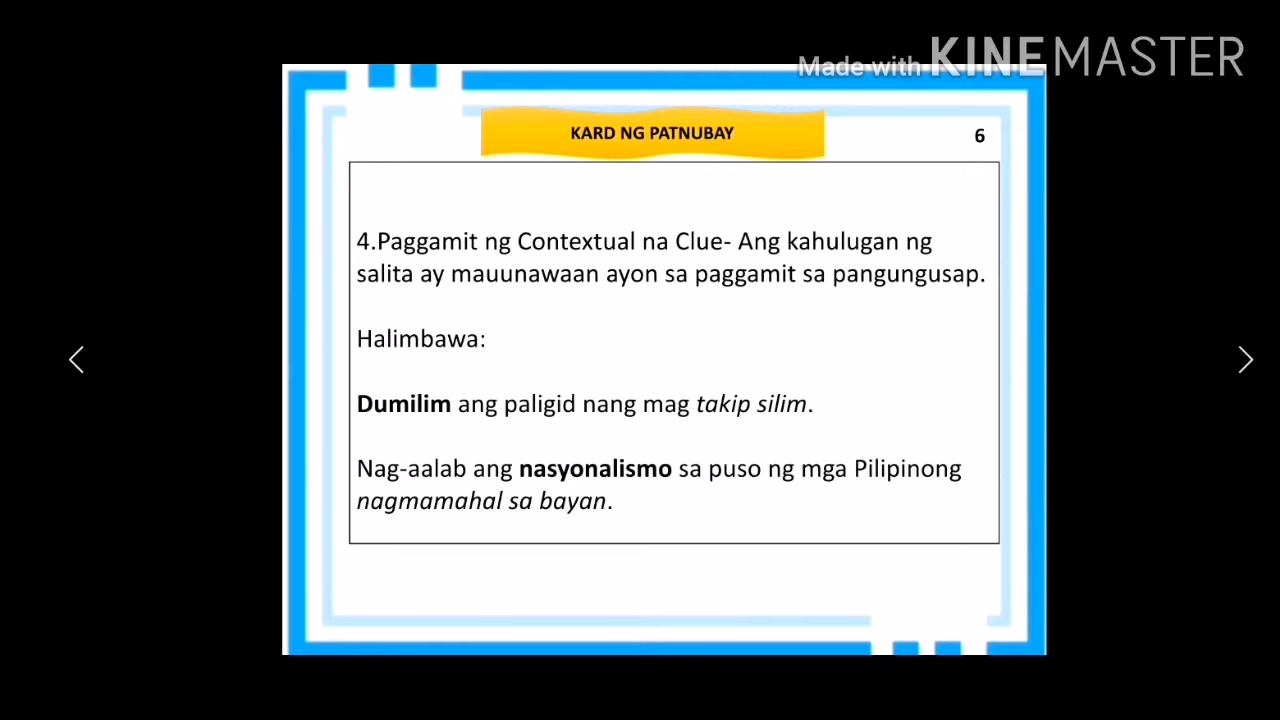 Made with KINEMASTER
KARD NG PATNUBAY
6
4.Paggamit ng Contextual na Clue- Ang kahulugan ng
salita ay mauunawaan ayon sa paggamit sa pangungusap.
Halimbawa:
Dumilim ang paligid nang mag takip silim.
Nag-aalab ang nasyonalismo sa puso ng mga Pilipinong
nagmamahal sa bayan.